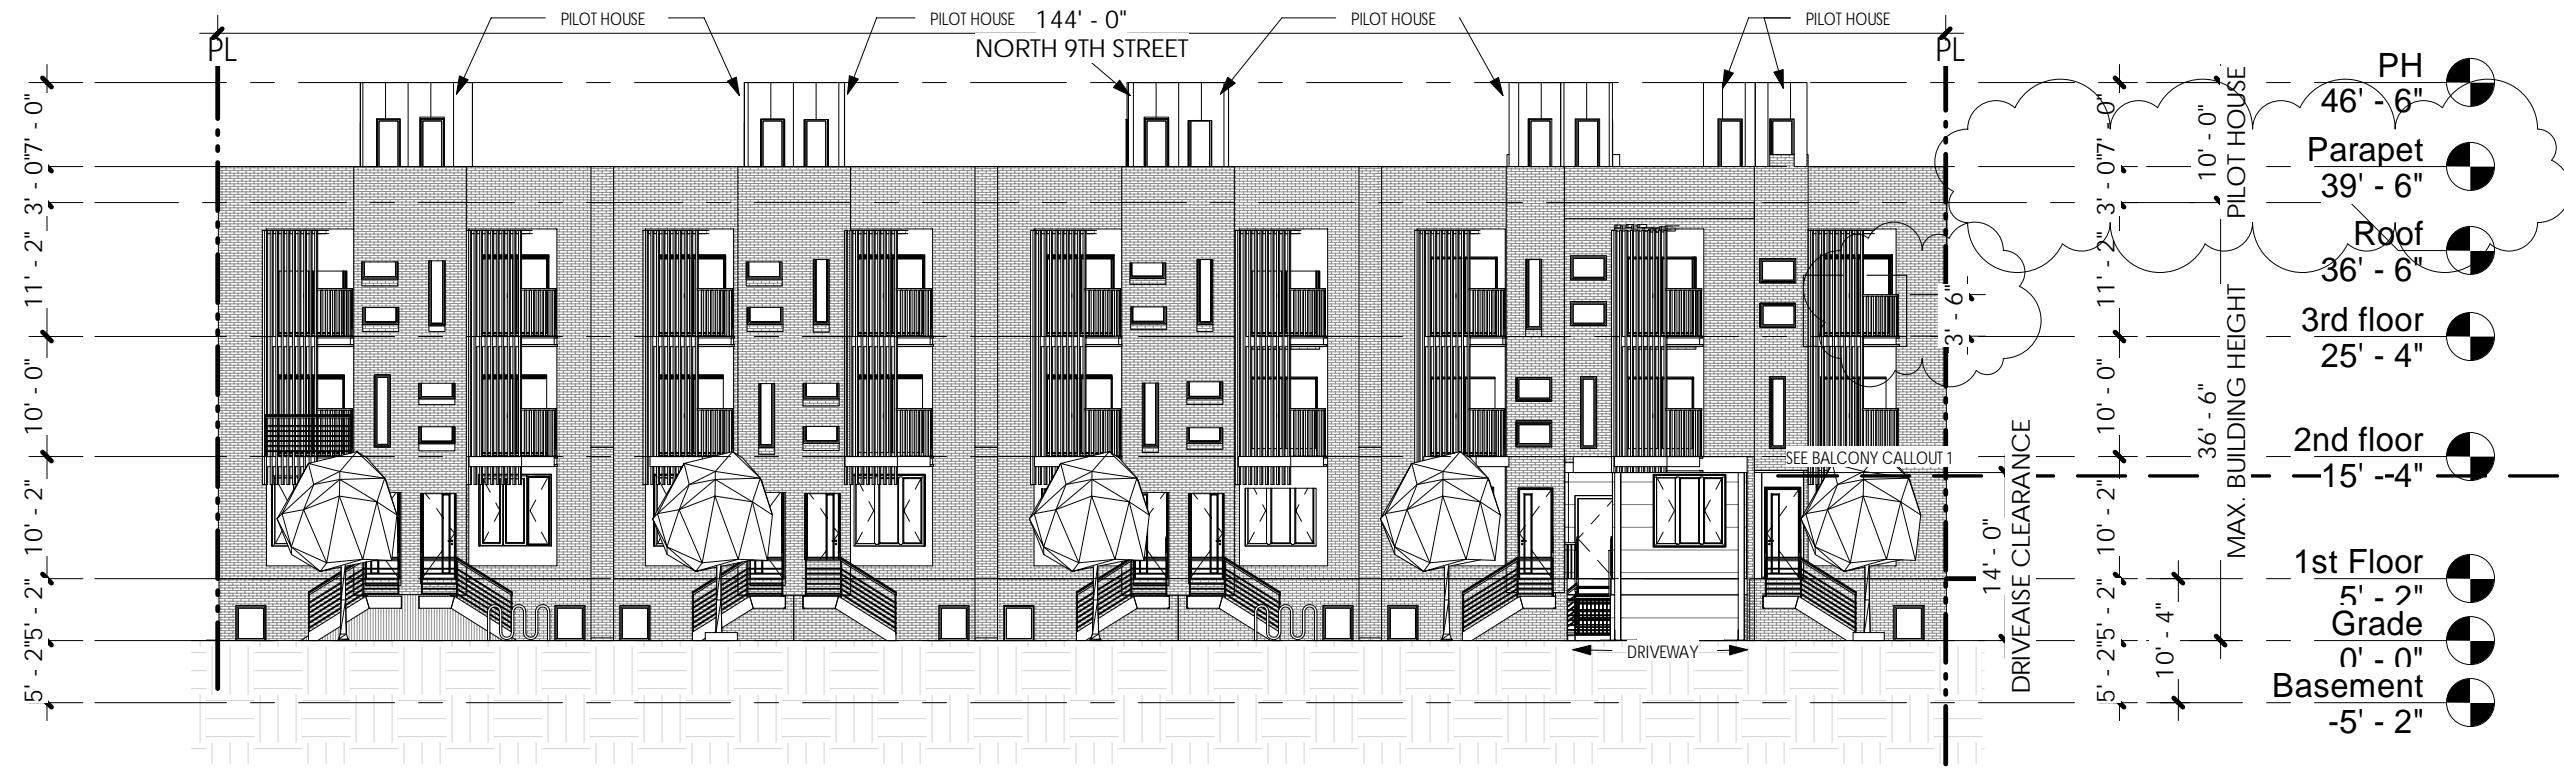 PILOT HOUSE
PILOT HOUSE
144' - 0"
PILOT HOUSE
PILOT HOUSE
NORTH 9TH STREET
PL
PL
7' - 0"
3' - 0"
11' - 2"
10' - 0"
10' - 2"
5' - 2"
5' - 2"
3' - 6"
SEE BALCONY CALLOUT 1
DRIVEWAY
14' - 0"
DRIVEAISE CLEARANCE
7' - 0"
3' - 0"
11' - 2"
10' - 0"
10' - 2"
5' - 2"
5' - 2"
10' - 4"
10' - 0"
PILOT HOUSE
36' - 6"
MAX. BUILDING HEIGHT
PH
46' - 6"
Parapet
39' - 6"
Roof
36' - 6"
3rd floor
25' - 4"
2nd floor
15' - 4"
1st Floor
5' - 2"
Grade
0' - 0"
Basement
-5' - 2"